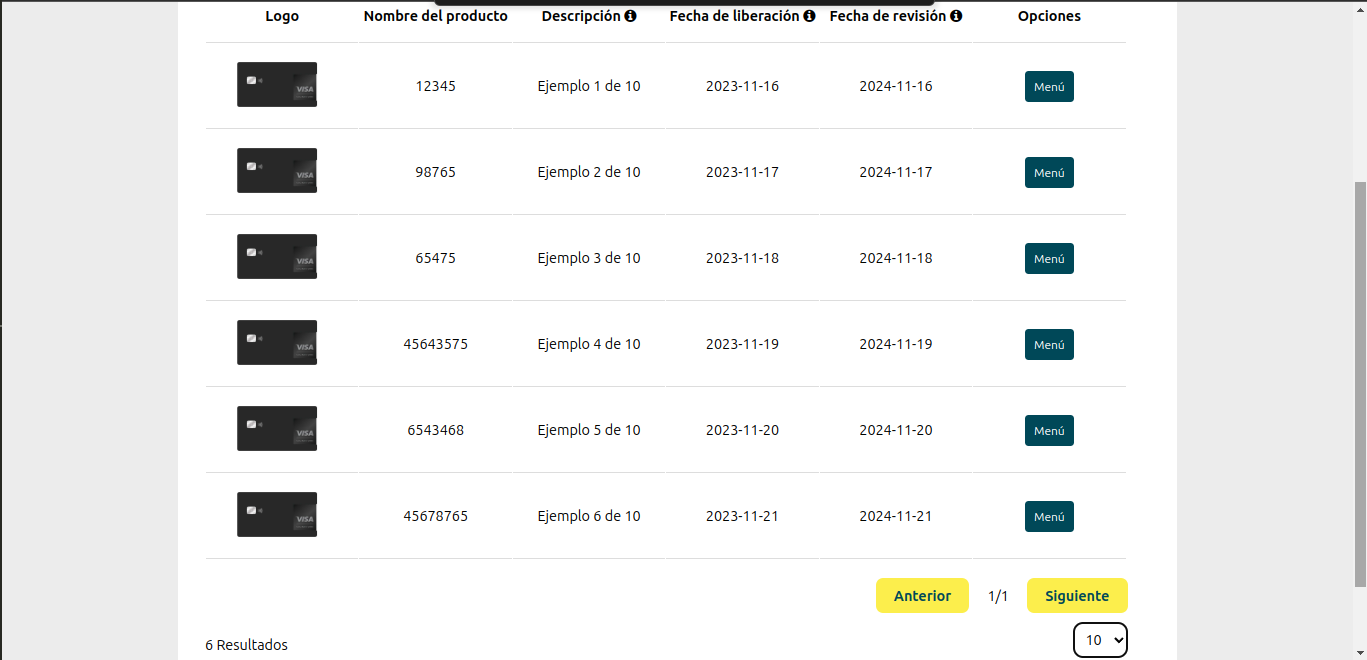 Logo Nombre del producto Descripción Fecha de liberación Fecha de revisión Opciones
VISA 12345 Ejemplo 1 de 10 2023-11-16 2024-11-16 Menú
VISA 98765 Ejemplo 2 de 10 2023-11-17 2024-11-17 Menú
VISA 65475 Ejemplo 3 de 10 2023-11-18 2024-11-18 Menú
VISA 45643575 Ejemplo 4 de 10 2023-11-19 2024-11-19 Menú
VISA 6543468 Ejemplo 5 de 10 2023-11-20 2024-11-20 Menú
VISA 45678765 Ejemplo 6 de 10 2023-11-21 2024-11-21 Menú
Anterior 1/1 Siguiente
6 Resultados 10